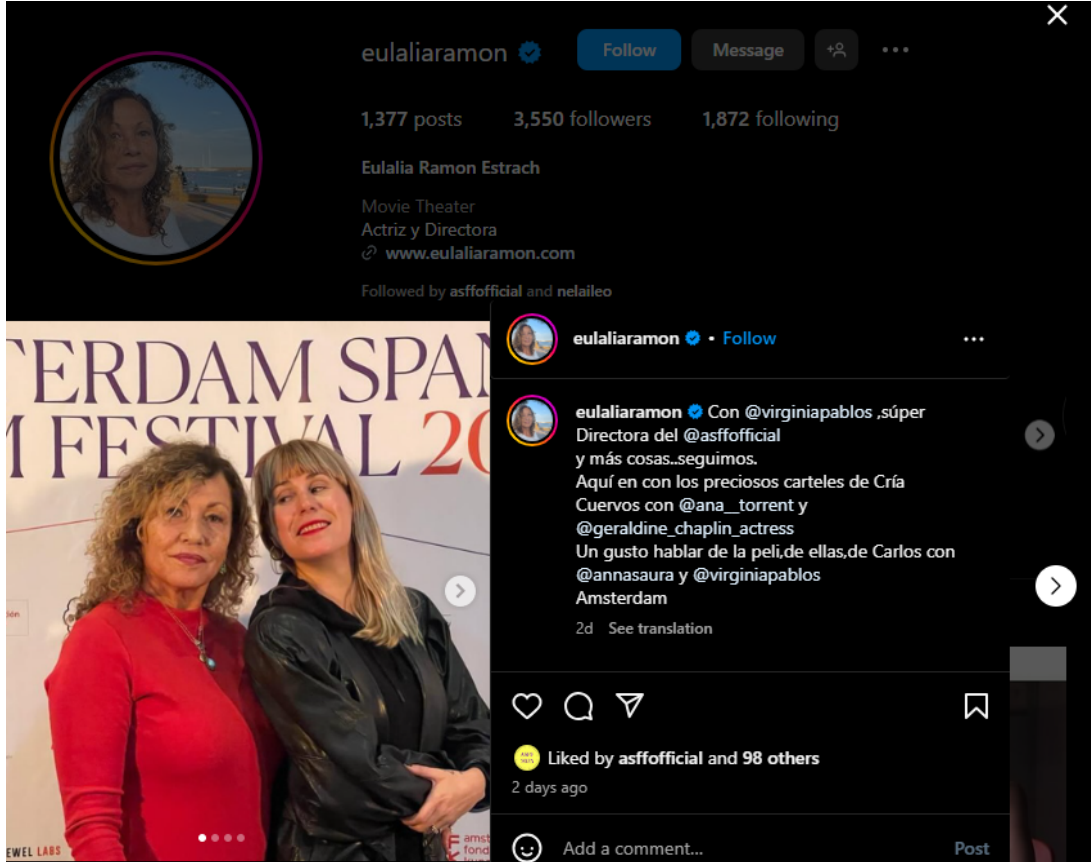 eulaliaramon
Follow
Message
1,377 posts
3,550 followers
1,872 following
Eulalia Ramon Estrach
Movie Theater
Actriz y Directora
www.eulaliaramon.com
Followed by asffofficial and nelaileo
TERDAM SPAN
M FESTIVAL 20
EWEL LABS
amst
fond
eulaliaramon • Follow
eulaliaramon Con @virginiapablos ,súper
Directora del @asffofficial
y más cosas..seguimos.
Aquí en con los preciosos carteles de Cría
Cuervos con @ana__torrent y
@geraldine_chaplin_actress
Un gusto hablar de la peli,de ellas,de Carlos con
@annasaura y @virginiapablos
Amsterdam
2d See translation
Liked by asffofficial and 98 others
2 days ago
Add a comment...
Post